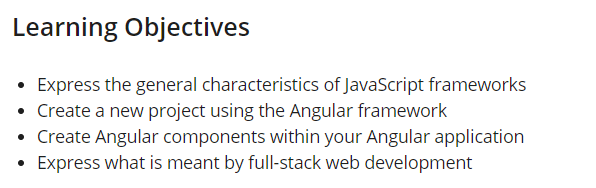 Learning Objectives
• Express the general characteristics of JavaScript frameworks
• Create a new project using the Angular framework
• Create Angular components within your Angular application
• Express what is meant by full-stack web development